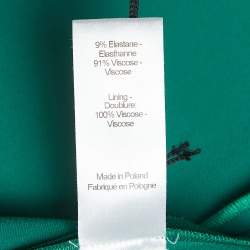 9% Elastane -
Elasthanne
91% Viscose -
Viscose
Lining -
Doublure:
100% Viscose -
Viscose
Made in Poland
Fabriqué en Pologne